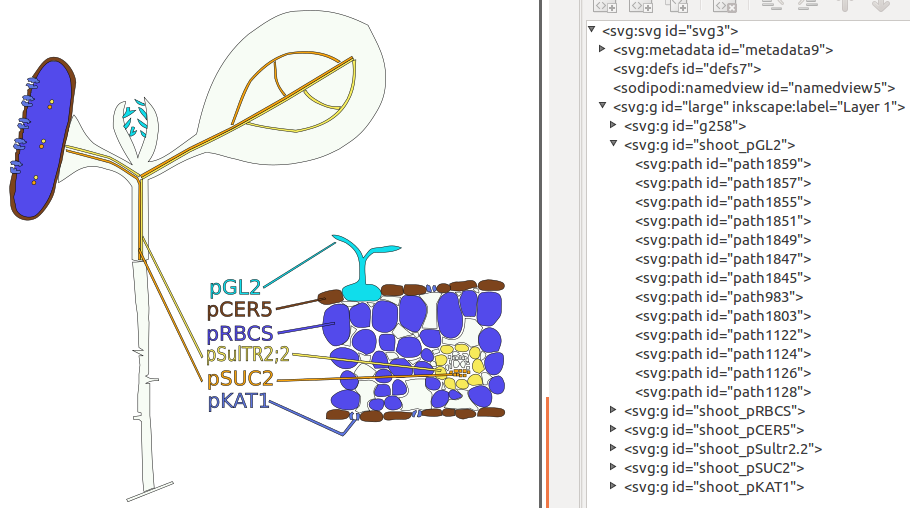 pGL2
pCER5
pRBCS
pSulTR2;2
pSUC2
pKAT1
<svg:svg id="svg3">
<svg:metadata id="metadata9">
<svg:defs id="defs7">
<sodipodi:namedview id="namedview5">
<svg:g id="large" inkscape:label="Layer 1">
<svg:g id="g258">
<svg:g id="shoot_pGL2">
<svg:path id="path1859">
<svg:path id="path1857">
<svg:path id="path1855">
<svg:path id="path1851">
<svg:path id="path1849">
<svg:path id="path1847">
<svg:path id="path1845">
<svg:path id="path983">
<svg:path id="path1803">
<svg:path id="path1122">
<svg:path id="path1124">
<svg:path id="path1126">
<svg:path id="path1128">
<svg:g id="shoot_pRBCS">
<svg:g id="shoot_pCER5">
<svg:g id="shoot_pSultr2.2">
<svg:g id="shoot_pSUC2">
<svg:g id="shoot_pKAT1">